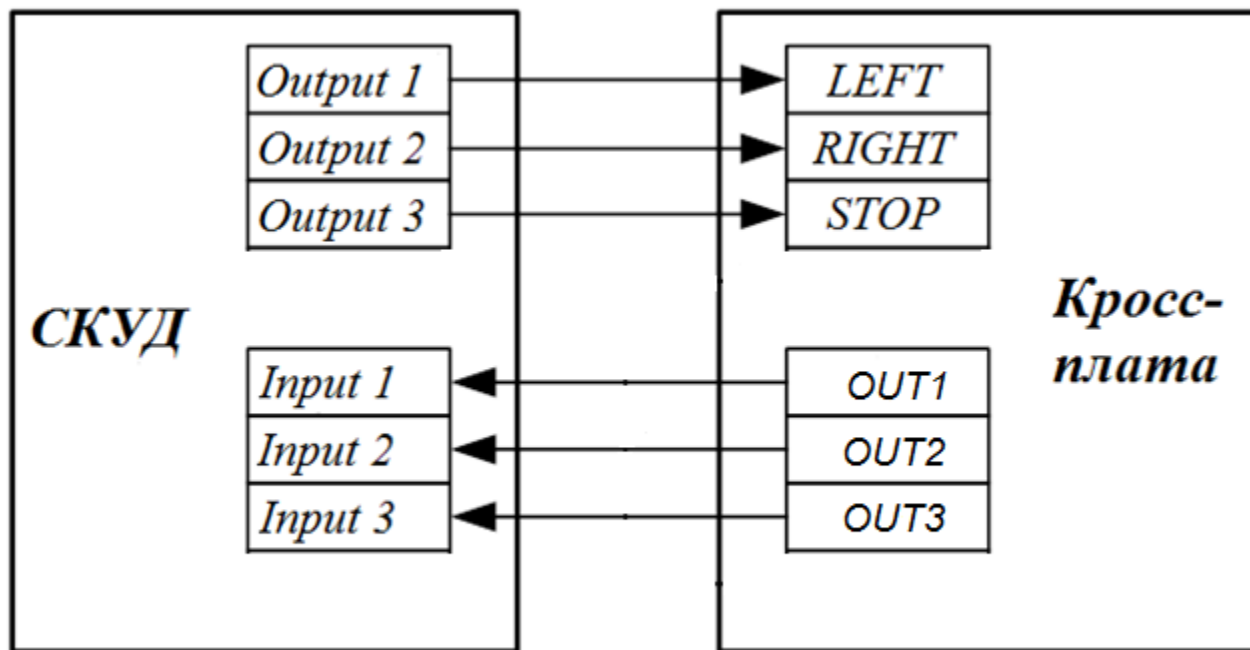 Output 1
Output 2
Output 3
СКУД
Input 1
Input 2
Input 3
LEFT
RIGHT
STOP
Кросс-
плата
OUT1
OUT2
OUT3